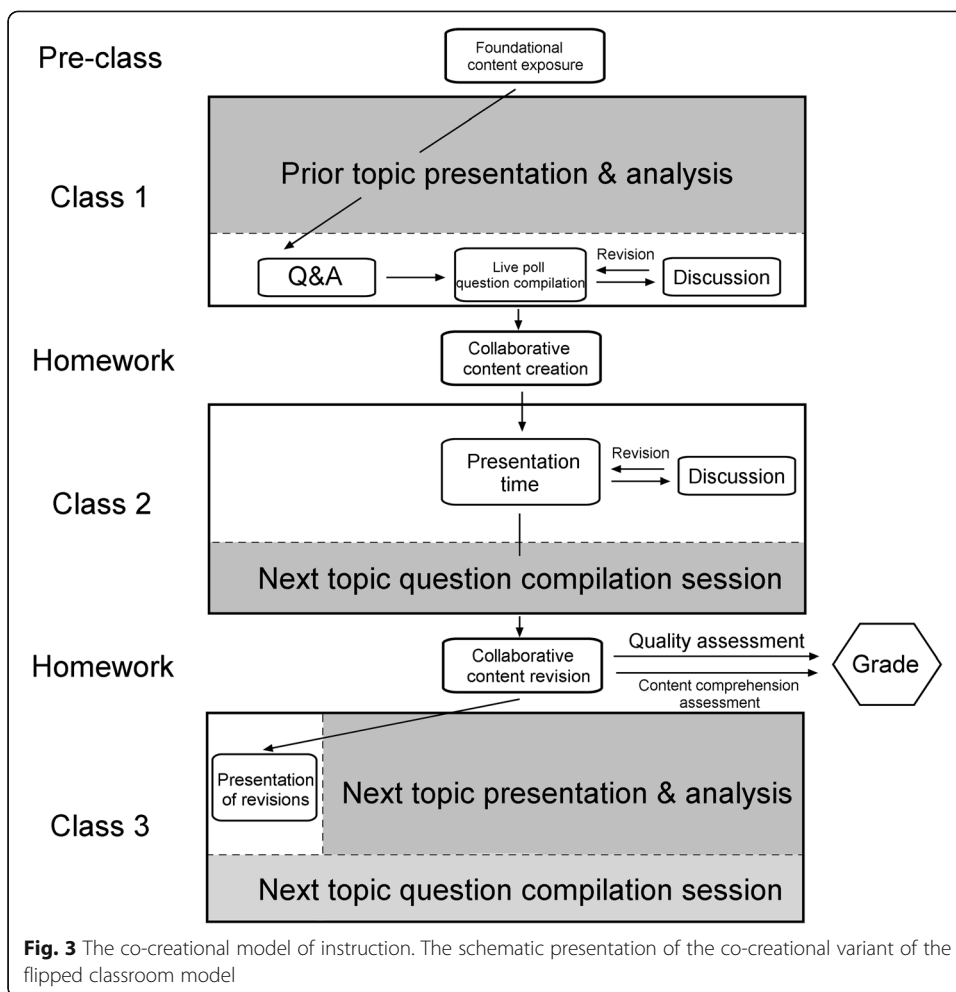 Pre-class
Foundational
content exposure
Class 1
Prior topic presentation & analysis
Q&A
Live poll
question compilation
Revision
Discussion
Homework
Collaborative
content creation
Class 2
Presentation
time
Revision
Discussion
Next topic question compilation session
Homework
Collaborative
content revision
Quality assessment
Content comprehension
assessment
Grade
Class 3
Presentation
of revisions
Next topic presentation & analysis
Next topic question compilation session
Fig. 3 The co-creational model of instruction. The schematic presentation of the co-creational variant of the
flipped classroom model